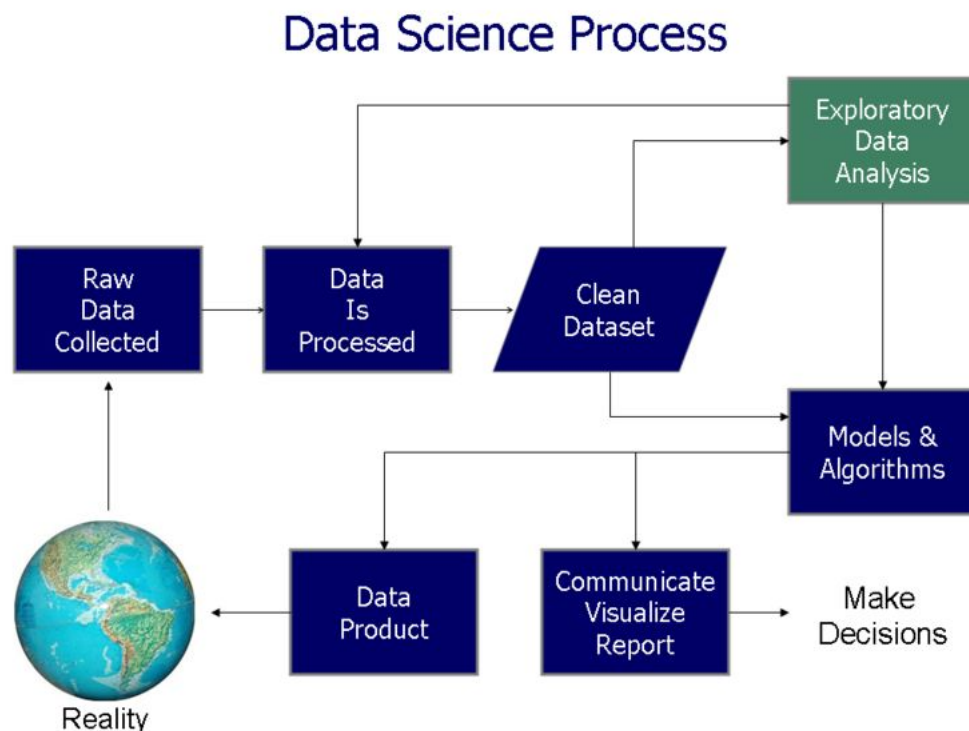 Data Science Process
Exploratory
Data
Analysis
Raw
Data
Collected
Data
Is
Processed
Clean
Dataset
Models &
Algorithms
Data
Product
Communicate
Visualize
Report
Make
Decisions
Reality